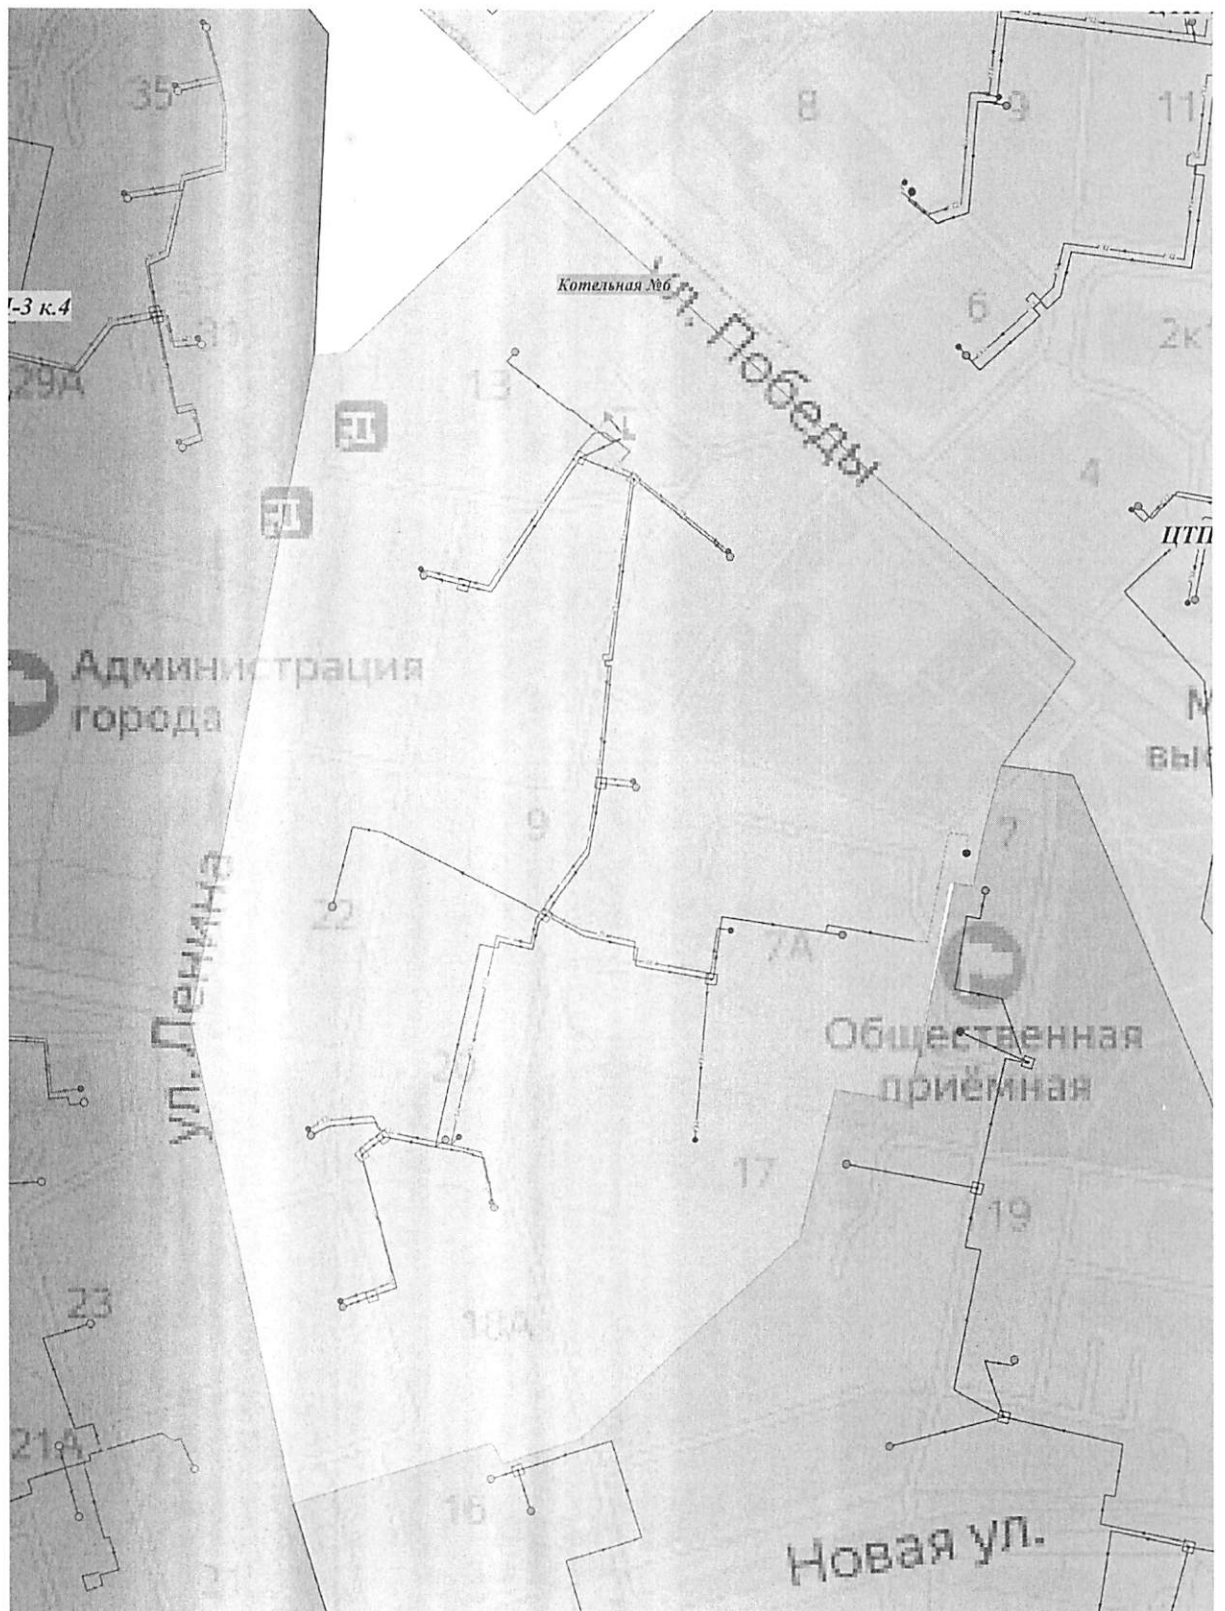 35
8
9
11
Котельная №6
ул. Победы
6
2к
-3 к.4
29А
13
4
ЦТП
Администрация
города
М
9
7
22
7А
ул. Ленина
Общественная
приёмная
17
19
23
18А
21А
16
Новая ул.